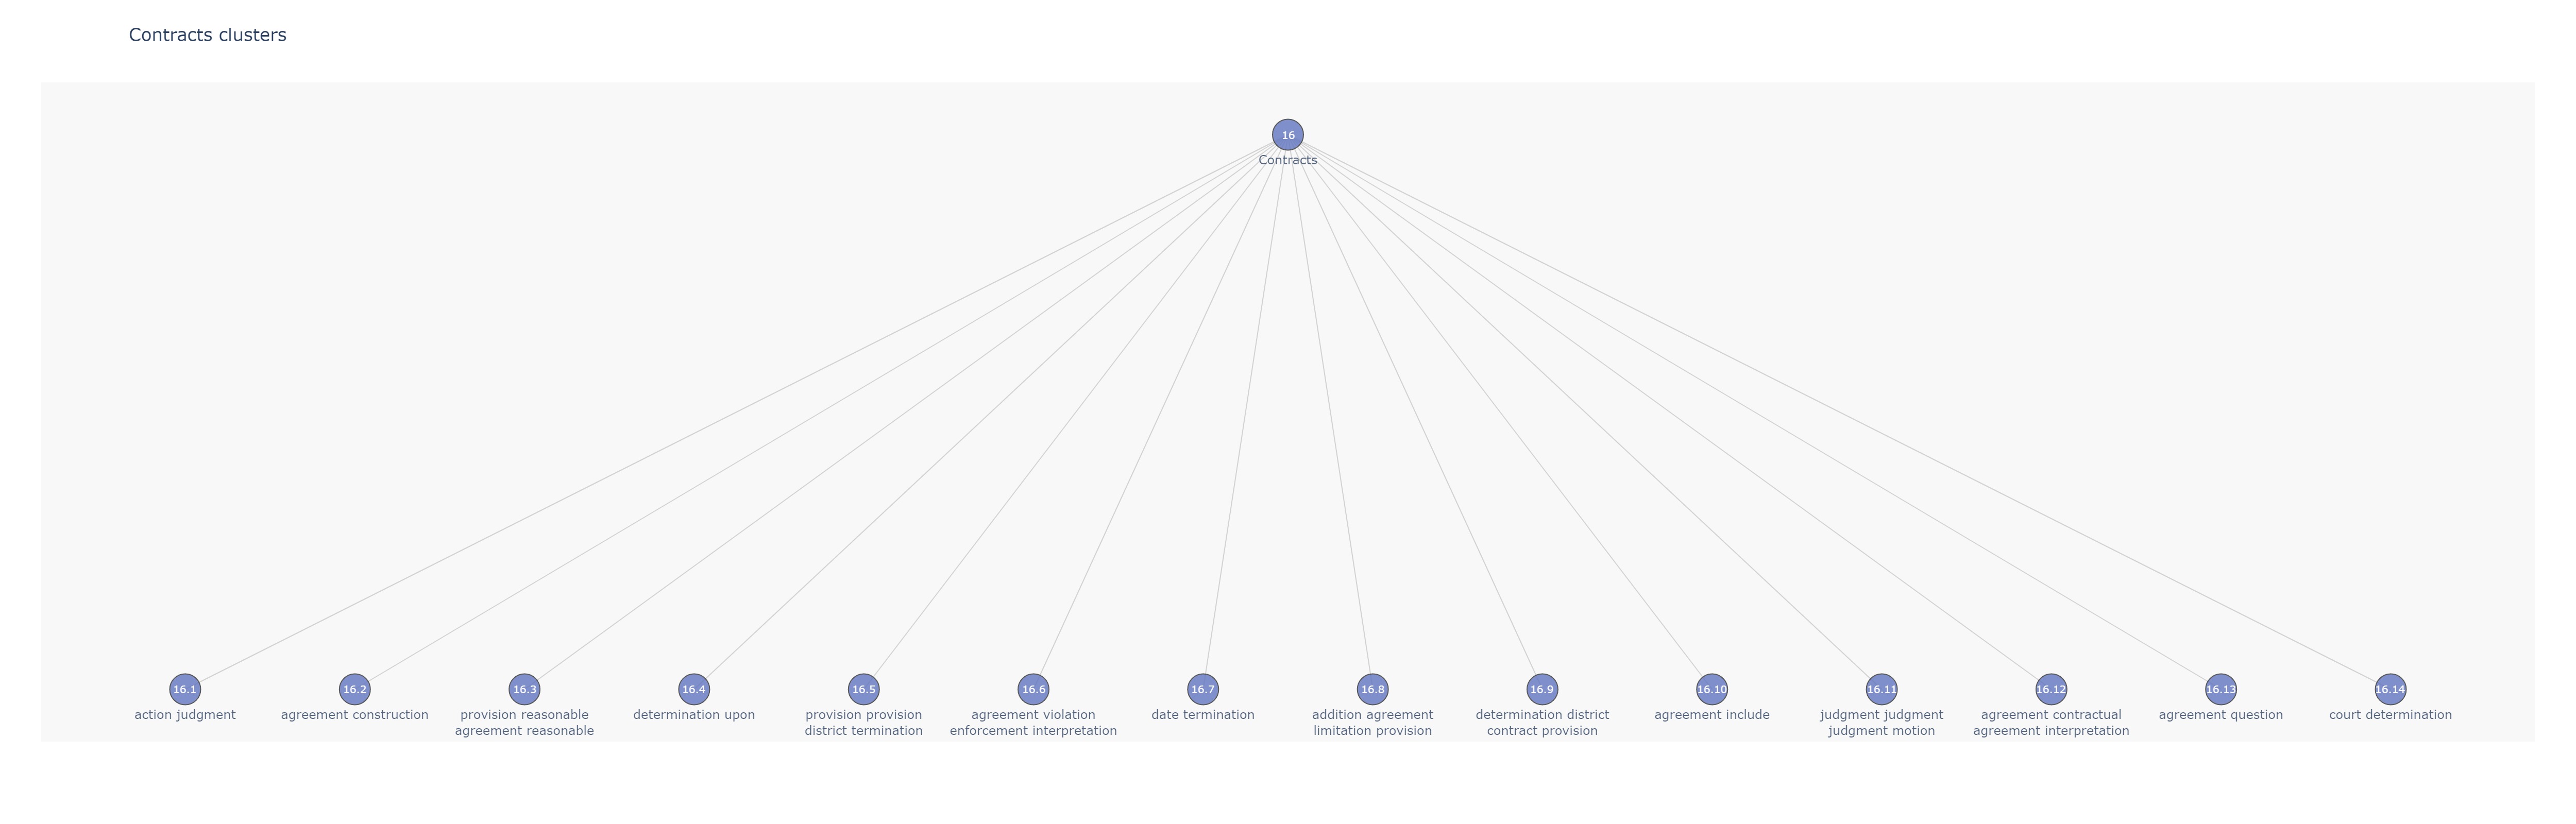 Contracts clusters
16
Contracts
16.1
action judgment
16.2
agreement construction
16.3
provision reasonable
agreement reasonable
16.4
determination upon
16.5
provision provision
district termination
16.6
agreement violation
enforcement interpretation
16.7
date termination
16.8
addition agreement
limitation provision
16.9
determination district
contract provision
16.10
agreement include
16.11
judgment judgment
judgment motion
16.12
agreement contractual
agreement interpretation
16.13
agreement question
16.14
court determination